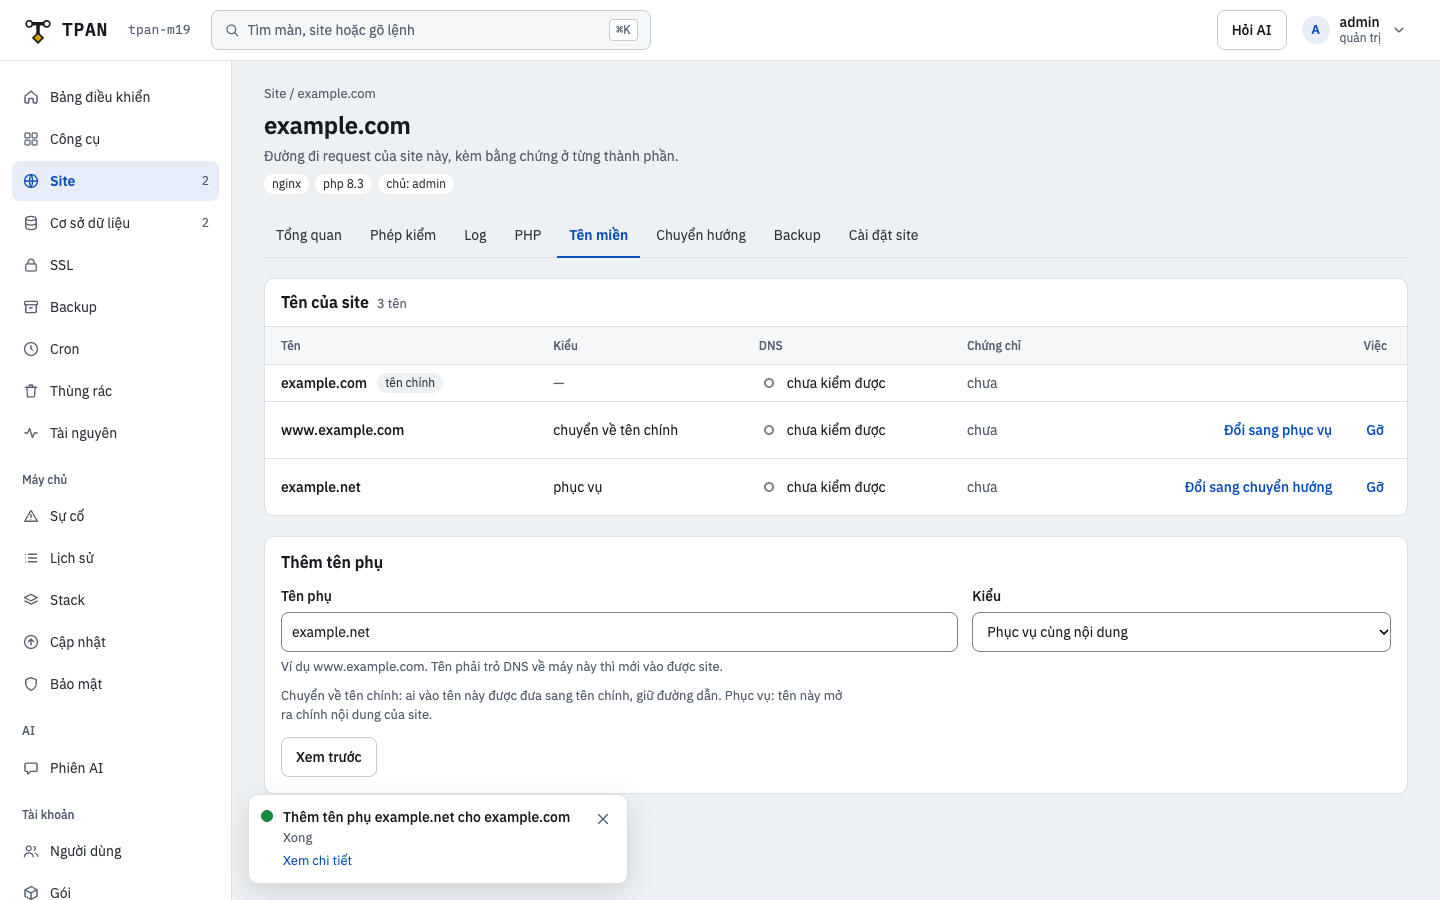 TPAN
tpan-m19
Tìm màn, site hoặc gõ lệnh
⌘K
Hỏi AI
A
admin
quản trị
Bảng điều khiển
Công cụ
Site 2
Cơ sở dữ liệu 2
SSL
Backup
Cron
Thùng rác
Tài nguyên
Máy chủ
Sự cố
Lịch sử
Stack
Cập nhật
Bảo mật
AI
Phiên AI
Tài khoản
Người dùng
Gói
Site / example.com
example.com
Đường đi request của site này, kèm bằng chứng ở từng thành phần.
nginx php 8.3 chủ: admin
Tổng quan Phép kiểm Log PHP Tên miền Chuyển hướng Backup Cài đặt site
Tên của site 3 tên
Tên Kiểu DNS Chứng chỉ Việc
example.com tên chính — chưa kiểm được chưa
www.example.com chuyển về tên chính chưa kiểm được chưa Đổi sang phục vụ Gỡ
example.net phục vụ chưa kiểm được chưa Đổi sang chuyển hướng Gỡ
Thêm tên phụ
Tên phụ Kiểu
example.net Phục vụ cùng nội dung
Ví dụ www.example.com. Tên phải trỏ DNS về máy này thì mới vào được site.
Chuyển về tên chính: ai vào tên này được đưa sang tên chính, giữ đường dẫn. Phục vụ: tên này mở
ra chính nội dung của site.
Xem trước
Thêm tên phụ example.net cho example.com
Xong
Xem chi tiết